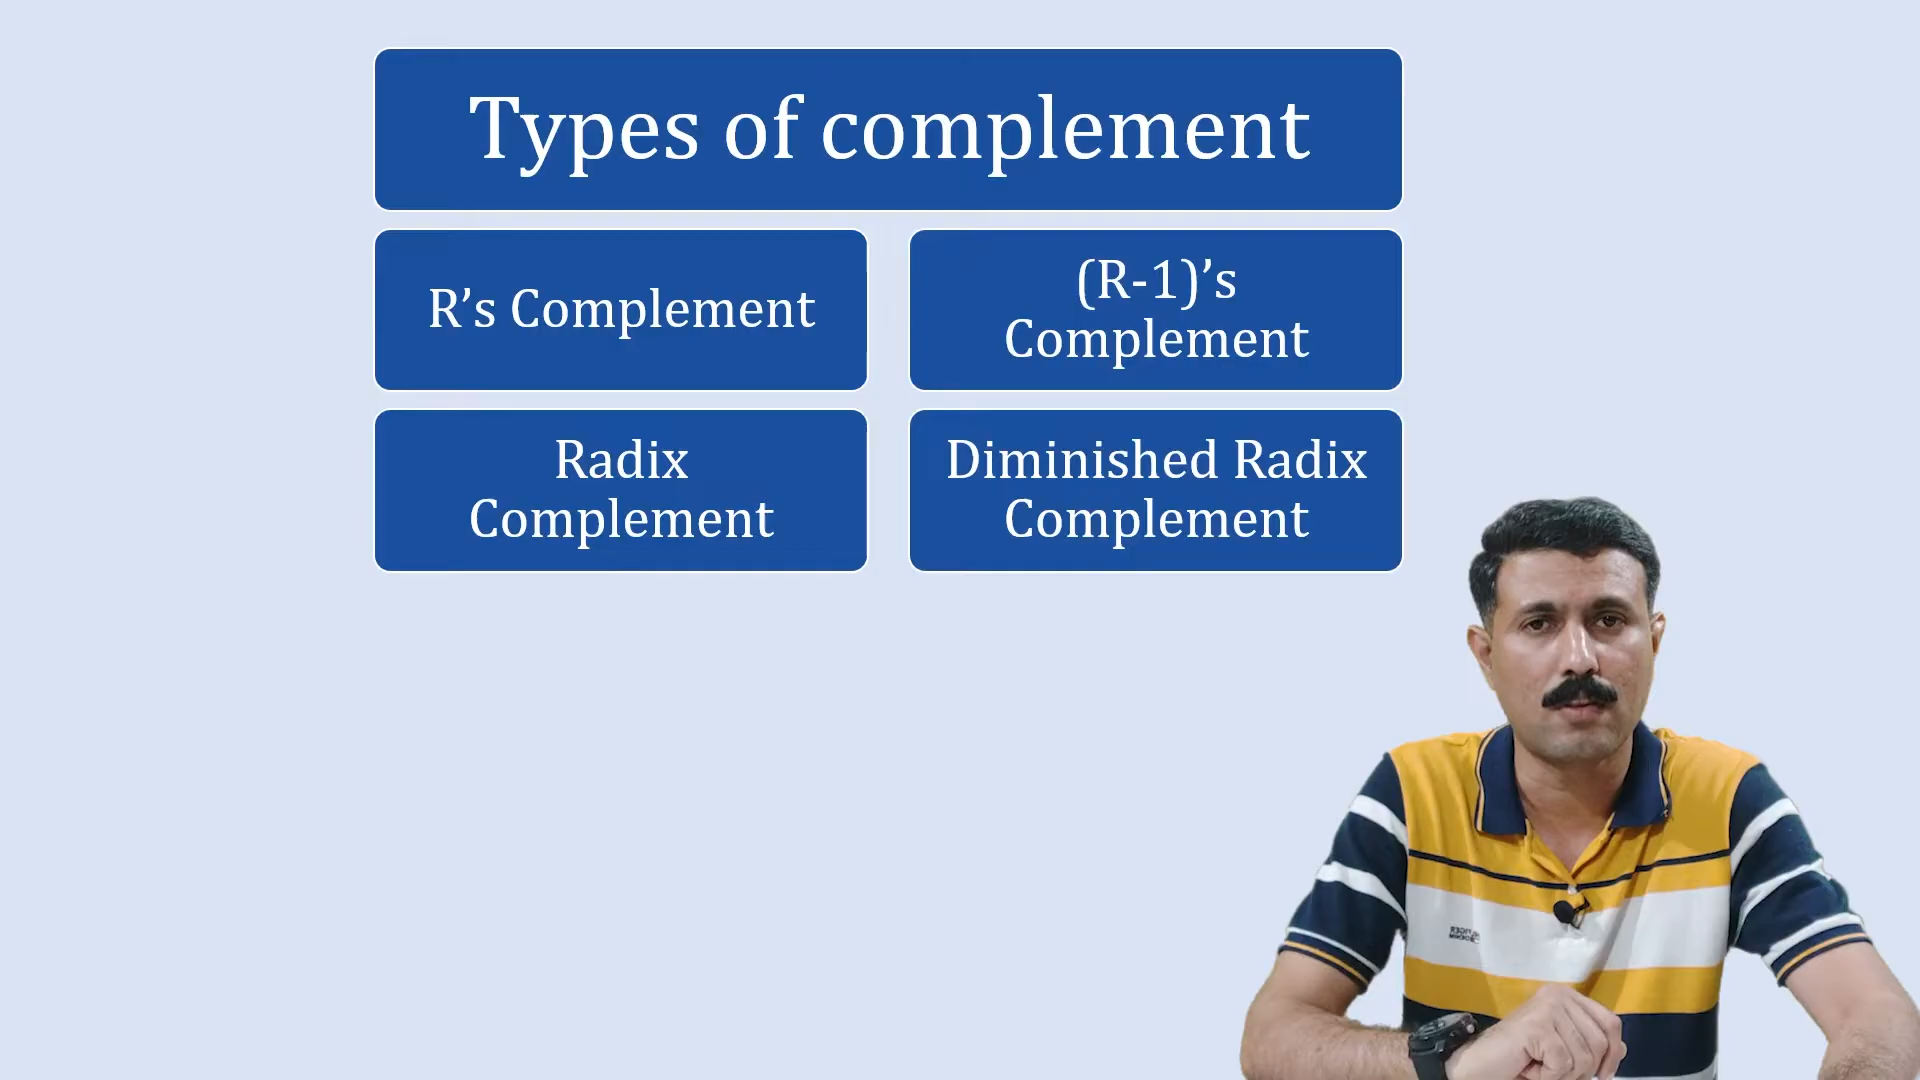 Types of complement
R’s Complement
(R-1)’s
Complement
Radix
Complement
Diminished Radix
Complement